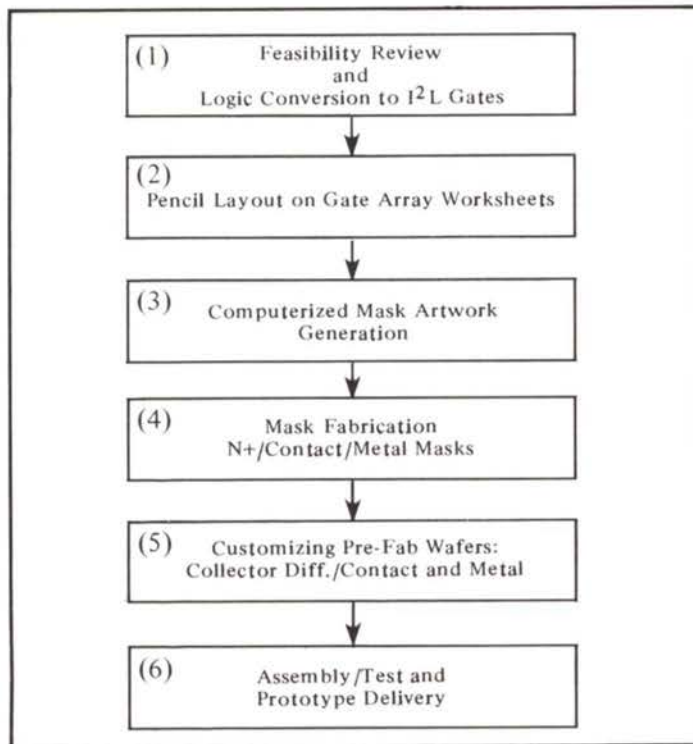 (1) Feasibility Review
and
Logic Conversion to I²L Gates
(2)
Pencil Layout on Gate Array Worksheets
(3) Computerized Mask Artwork
Generation
(4) Mask Fabrication
N+/Contact/Metal Masks
(5) Customizing Pre-Fab Wafers:
Collector Diff./Contact and Metal
(6) Assembly/Test and
Prototype Delivery